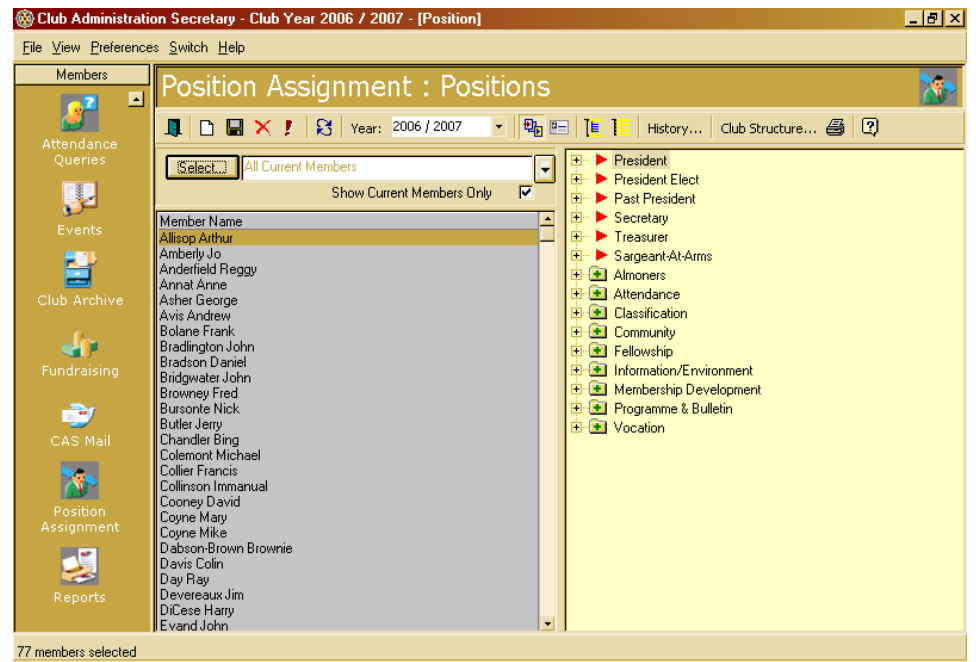 Club Administration Secretary - Club Year 2006 / 2007 - [Position]
File View Preferences Switch Help
Members
Attendance
Queries
Events
Club Archive
Fundraising
CAS Mail
Position
Assignment
Reports
Position Assignment : Positions
Year: 2006 / 2007 History... Club Structure...
Select... All Current Members
Show Current Members Only
Member Name
Allisop Arthur
Amberly Jo
Anderfield Reggy
Annat Anne
Asher George
Avis Andrew
Bolane Frank
Bradlington John
Bradson Daniel
Bridgwater John
Browney Fred
Bursonte Nick
Butler Jerry
Chandler Bing
Colemont Michael
Collier Francis
Collinson Immanual
Cooney David
Coyne Mary
Coyne Mike
Dabson-Brown Brownie
Davis Colin
Day Ray
Devereaux Jim
DiCese Harry
Evand John
President
President Elect
Past President
Secretary
Treasurer
Sargeant-At-Arms
Almoners
Attendance
Classification
Community
Fellowship
Information/Environment
Membership Development
Programme & Bulletin
Vocation
77 members selected